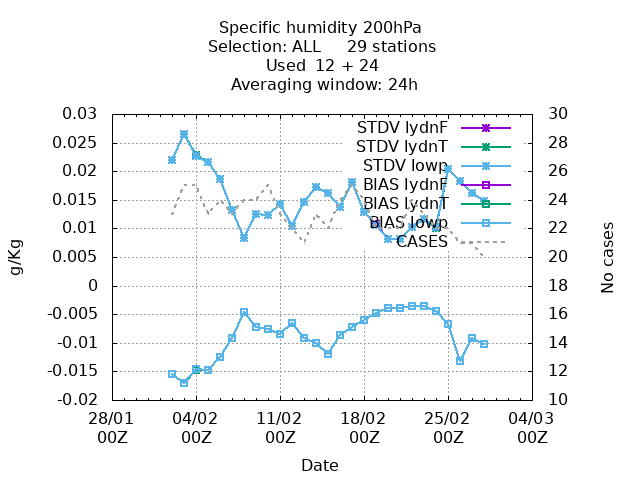 Specific humidity 200hPa
Selection: ALL     29 stations
Used  12 + 24
Averaging window: 24h
0.03
0.025
0.02
0.015
0.01
0.005
0
-0.005
-0.01
-0.015
-0.02
g/Kg
30
28
26
24
22
20
18
16
14
12
10
No cases
STDV lydnF
STDV lydnT
STDV lowp
BIAS lydnF
BIAS lydnT
BIAS lowp
CASES
28/01 04/02 11/02 18/02 25/02 04/03
00Z 00Z 00Z 00Z 00Z 00Z
Date